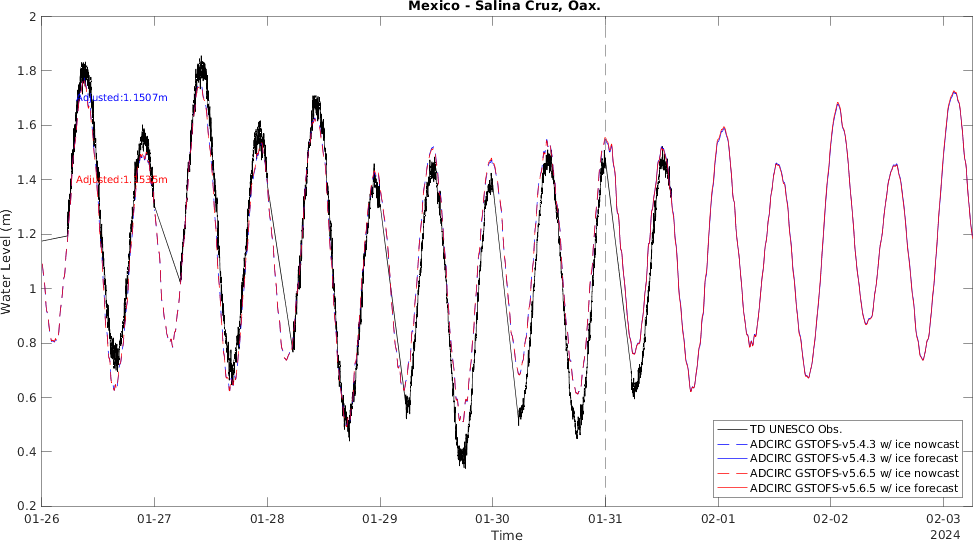 Mexico - Salina Cruz, Oax.
2
1.8
1.6
1.4
1.2
1
0.8
0.6
0.4
0.2
Water Level (m)
Adjusted:1.1507m
Adjusted:1.1535m
01-26
01-27
01-28
01-29
01-30
01-31
02-01
02-02
02-03
2024
Time
TD UNESCO Obs.
ADCIRC GSTOFS-v5.4.3 w/ ice nowcast
ADCIRC GSTOFS-v5.4.3 w/ ice forecast
ADCIRC GSTOFS-v5.6.5 w/ ice nowcast
ADCIRC GSTOFS-v5.6.5 w/ ice forecast